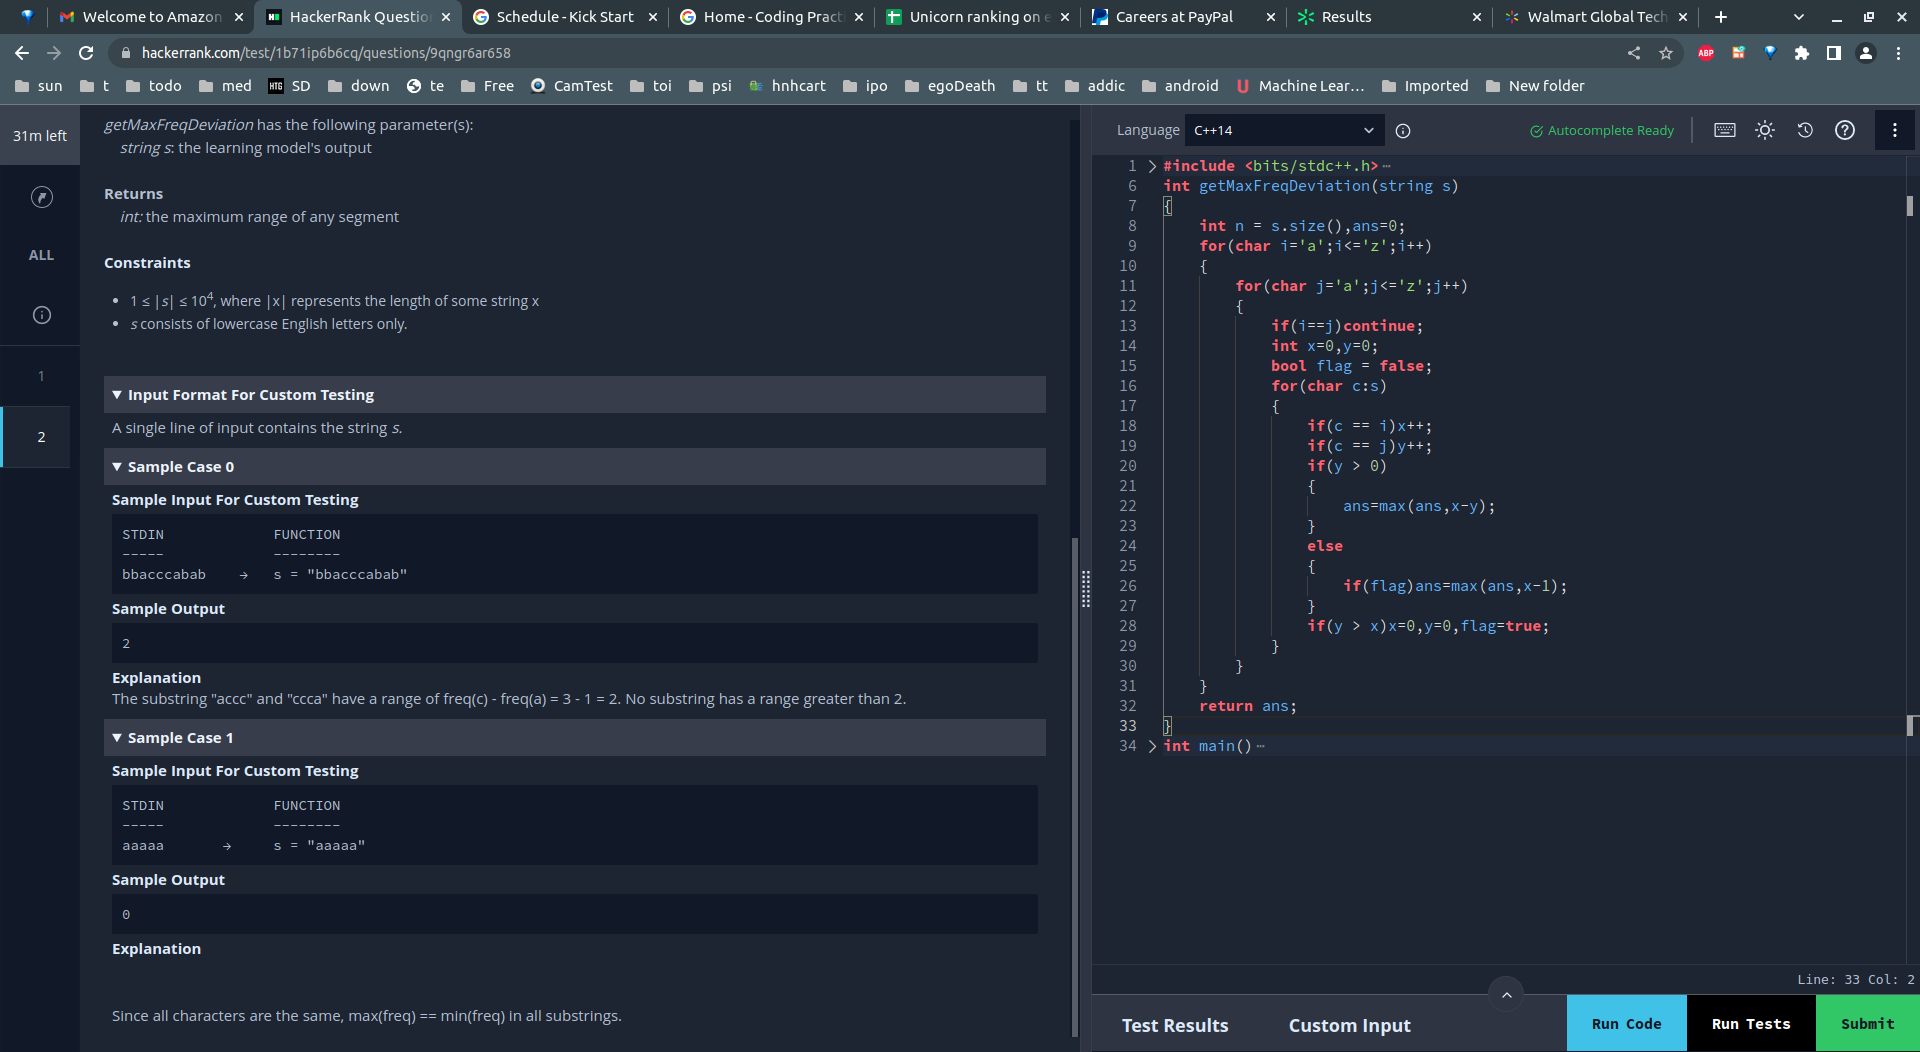 Welcome to Amazon
HackerRank Questio
Schedule - Kick Start
Home - Coding Pract
Unicorn ranking on e
Careers at PayPal
Results
Walmart Global Tech
hackerrank.com/test/1b71ip6b6cq/questions/9qngr6ar658
ABP
sun t todo med HTG SD down te Free CamTest toi psi hnhcart ipo egoDeath tt addic android U Machine Lear... Imported New folder
31m left
ALL
1
2
getMaxFreqDeviation has the following parameter(s):
string s: the learning model's output
Returns
int: the maximum range of any segment
Constraints
• 1 ≤ |s| ≤ 10⁴, where |x| represents the length of some string x
• s consists of lowercase English letters only.
▼ Input Format For Custom Testing
A single line of input contains the string s.
▼ Sample Case 0
Sample Input For Custom Testing
STDIN FUNCTION
----- --------
bbacccabab → s = "bbacccabab"
Sample Output
2
Explanation
The substring "accc" and "ccca" have a range of freq(c) - freq(a) = 3 - 1 = 2. No substring has a range greater than 2.
▼ Sample Case 1
Sample Input For Custom Testing
STDIN FUNCTION
----- --------
aaaaa → s = "aaaaa"
Sample Output
0
Explanation
Since all characters are the same, max(freq) == min(freq) in all substrings.
Language C++14
Autocomplete Ready
1 #include <bits/stdc++.h>
6 int getMaxFreqDeviation(string s)
7 {
8 int n = s.size(),ans=0;
9 for(char i='a';i<='z';i++)
10 {
11 for(char j='a';j<='z';j++)
12 {
13 if(i==j)continue;
14 int x=0,y=0;
15 bool flag = false;
16 for(char c:s)
17 {
18 if(c == i)x++;
19 if(c == j)y++;
20 if(y > 0)
21 {
22 ans=max(ans,x-y);
23 }
24 else
25 {
26 if(flag)ans=max(ans,x-1);
27 }
28 if(y > x)x=0,y=0,flag=true;
29 }
30 }
31 }
32 return ans;
33 }
34 int main()
Line: 33 Col: 2
Test Results
Custom Input
Run Code
Run Tests
Submit